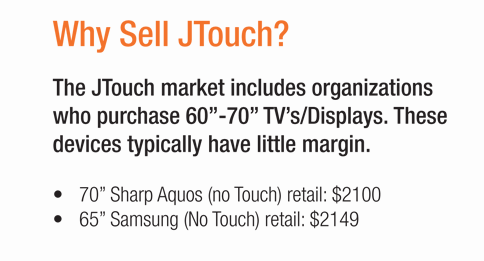 Why Sell JTouch?
The JTouch market includes organizations
who purchase 60”-70” TV’s/Displays. These
devices typically have little margin.
• 70” Sharp Aquos (no Touch) retail: $2100
• 65” Samsung (No Touch) retail: $2149